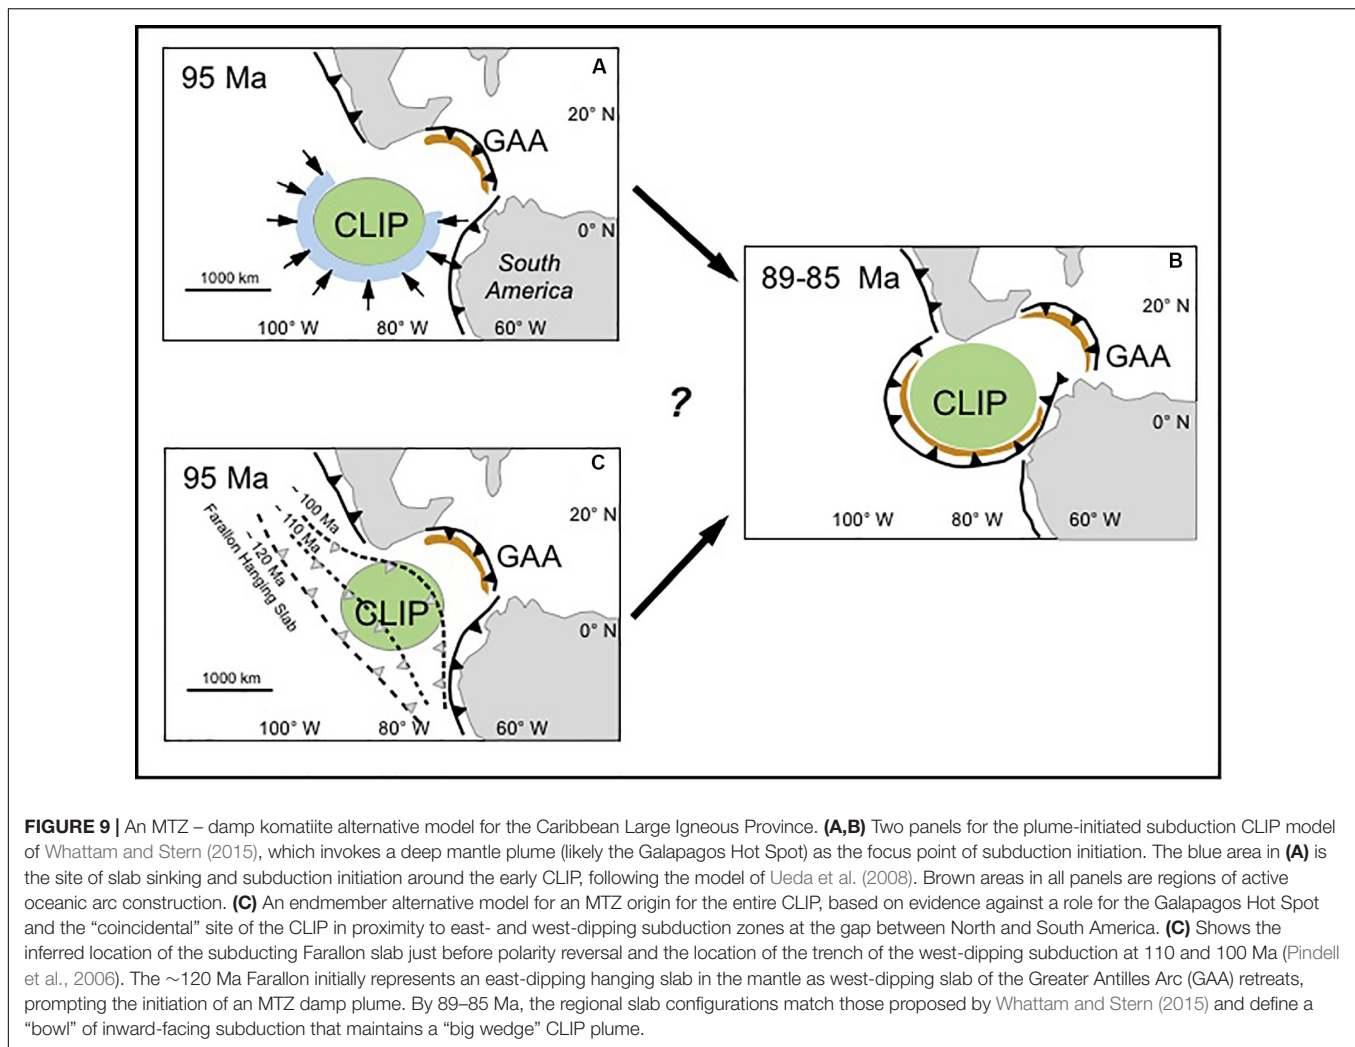 95 Ma
A
20° N
GAA
CLIP
0° N
South
America
1000 km
100° W
80° W
60° W
89-85 Ma
B
20° N
GAA
CLIP
0° N
100° W
80° W
60° W
?
95 Ma
C
~ 100 Ma
~ 110 Ma
~ 120 Ma
Farallon Hanging Slab
20° N
GAA
CLIP
0° N
1000 km
100° W
80° W
60° W
FIGURE 9 | An MTZ – damp komatiite alternative model for the Caribbean Large Igneous Province. (A,B) Two panels for the plume-initiated subduction CLIP model
of Whattam and Stern (2015), which invokes a deep mantle plume (likely the Galapagos Hot Spot) as the focus point of subduction initiation. The blue area in (A) is
the site of slab sinking and subduction initiation around the early CLIP, following the model of Ueda et al. (2008). Brown areas in all panels are regions of active
oceanic arc construction. (C) An endmember alternative model for an MTZ origin for the entire CLIP, based on evidence against a role for the Galapagos Hot Spot
and the “coincidental” site of the CLIP in proximity to east- and west-dipping subduction zones at the gap between North and South America. (C) Shows the
inferred location of the subducting Farallon slab just before polarity reversal and the location of the trench of the west-dipping subduction at 110 and 100 Ma (Pindell
et al., 2006). The ∼120 Ma Farallon initially represents an east-dipping hanging slab in the mantle as west-dipping slab of the Greater Antilles Arc (GAA) retreats,
prompting the initiation of an MTZ damp plume. By 89–85 Ma, the regional slab configurations match those proposed by Whattam and Stern (2015) and define a
“bowl” of inward-facing subduction that maintains a “big wedge” CLIP plume.